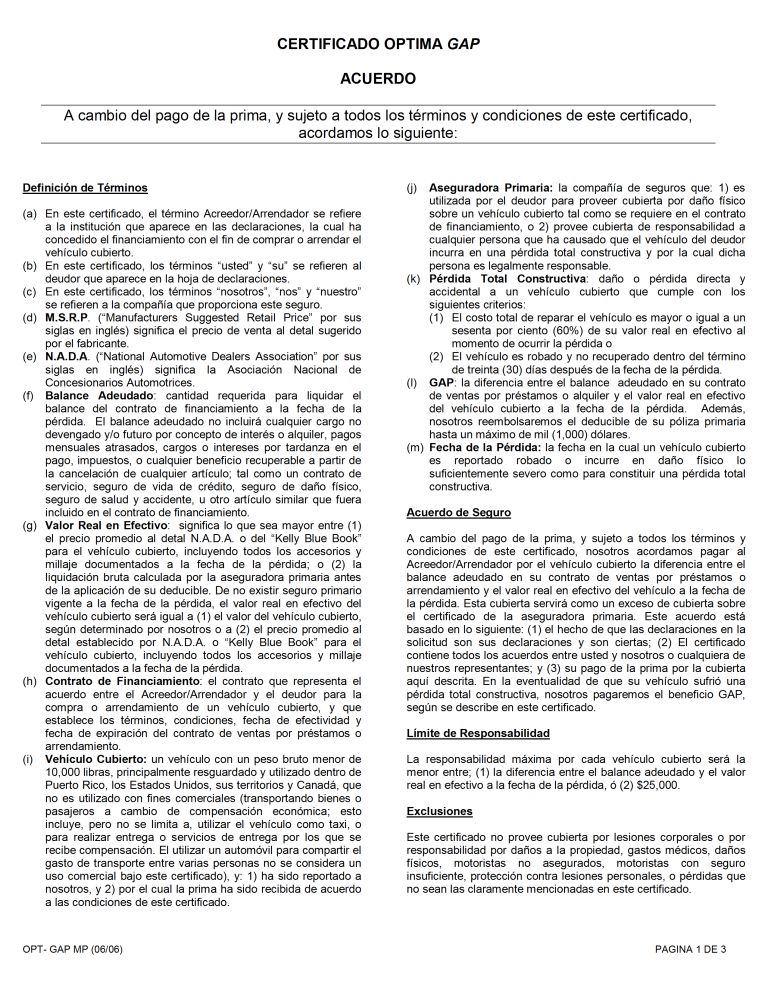 CERTIFICADO OPTIMA GAP
ACUERDO
A cambio del pago de la prima, y sujeto a todos los términos y condiciones de este certificado,
acordamos lo siguiente:
Definición de Términos
(a) En este certificado, el término Acreedor/Arrendador se refiere
a la institución que aparece en las declaraciones, la cual ha
concedido el financiamiento con el fin de comprar o arrendar el
vehículo cubierto.
(b) En este certificado, los términos “usted” y “su” se refieren al
deudor que aparece en la hoja de declaraciones.
(c) En este certificado, los términos “nosotros”, “nos” y “nuestro”
se refieren a la compañía que proporciona este seguro.
(d) M.S.R.P. (“Manufacturers Suggested Retail Price” por sus
siglas en inglés) significa el precio de venta al detal sugerido
por el fabricante.
(e) N.A.D.A. (“National Automotive Dealers Association” por sus
siglas en inglés) significa la Asociación Nacional de
Concesionarios Automotrices.
(f) Balance Adeudado: cantidad requerida para liquidar el
balance del contrato de financiamiento a la fecha de la
pérdida. El balance adeudado no incluirá cualquier cargo no
devengado y/o futuro por concepto de interés o alquiler, pagos
mensuales atrasados, cargos o intereses por tardanza en el
pago, impuestos, o cualquier beneficio recuperable a partir de
la cancelación de cualquier artículo; tal como un contrato de
servicio, seguro de vida de crédito, seguro de daño físico,
seguro de salud y accidente, u otro artículo similar que fuera
incluido en el contrato de financiamiento.
(g) Valor Real en Efectivo: significa lo que sea mayor entre (1)
el precio promedio al detal N.A.D.A. o del “Kelly Blue Book”
para el vehículo cubierto, incluyendo todos los accesorios y
millaje documentados a la fecha de la pérdida; o (2) la
liquidación bruta calculada por la aseguradora primaria antes
de la aplicación de su deducible. De no existir seguro primario
vigente a la fecha de la pérdida, el valor real en efectivo del
vehículo cubierto será igual a (1) el valor del vehículo cubierto,
según determinado por nosotros o a (2) el precio promedio al
detal establecido por N.A.D.A. o “Kelly Blue Book” para el
vehículo cubierto, incluyendo todos los accesorios y millaje
documentados a la fecha de la pérdida.
(h) Contrato de Financiamiento: el contrato que representa el
acuerdo entre el Acreedor/Arrendador y el deudor para la
compra o arrendamiento de un vehículo cubierto, y que
establece los términos, condiciones, fecha de efectividad y
fecha de expiración del contrato de ventas por préstamos o
arrendamiento.
(i) Vehículo Cubierto: un vehículo con un peso bruto menor de
10,000 libras, principalmente resguardado y utilizado dentro de
Puerto Rico, los Estados Unidos, sus territorios y Canadá, que
no es utilizado con fines comerciales (transportando bienes o
pasajeros a cambio de compensación económica; esto
incluye, pero no se limita a, utilizar el vehículo como taxi, o
para realizar entrega o servicios de entrega por los que se
recibe compensación. El utilizar un automóvil para compartir el
gasto de transporte entre varias personas no se considera un
uso comercial bajo este certificado), y: 1) ha sido reportado a
nosotros, y 2) por el cual la prima ha sido recibida de acuerdo
a las condiciones de este certificado.
(j) Aseguradora Primaria: la compañía de seguros que: 1) es
utilizada por el deudor para proveer cubierta por daño físico
sobre un vehículo cubierto tal como se requiere en el contrato
de financiamiento, o 2) provee cubierta de responsabilidad a
cualquier persona que ha causado que el vehículo del deudor
incurra en una pérdida total constructiva y por la cual dicha
persona es legalmente responsable.
(k) Pérdida Total Constructiva: daño o pérdida directa y
accidental a un vehículo cubierto que cumple con los
siguientes criterios:
(1) El costo total de reparar el vehículo es mayor o igual a un
sesenta por ciento (60%) de su valor real en efectivo al
momento de ocurrir la pérdida o
(2) El vehículo es robado y no recuperado dentro del término
de treinta (30) días después de la fecha de la pérdida.
(l) GAP: la diferencia entre el balance adeudado en su contrato
de ventas por préstamos o alquiler y el valor real en efectivo
del vehículo cubierto a la fecha de la pérdida. Además,
nosotros reembolsaremos el deducible de su póliza primaria
hasta un máximo de mil (1,000) dólares.
(m) Fecha de la Pérdida: la fecha en la cual un vehículo cubierto
es reportado robado o incurre en daño físico lo
suficientemente severo como para constituir una pérdida total
constructiva.
Acuerdo de Seguro
A cambio del pago de la prima, y sujeto a todos los términos y
condiciones de este certificado, nosotros acordamos pagar al
Acreedor/Arrendador por el vehículo cubierto la diferencia entre el
balance adeudado en su contrato de ventas por préstamos o
arrendamiento y el valor real en efectivo del vehículo a la fecha de
la pérdida. Esta cubierta servirá como un exceso de cubierta sobre
el certificado de la aseguradora primaria. Este acuerdo está
basado en lo siguiente: (1) el hecho de que las declaraciones en la
solicitud son sus declaraciones y son ciertas; (2) El certificado
contiene todos los acuerdos entre usted y nosotros o cualquiera de
nuestros representantes; y (3) su pago de la prima por la cubierta
aquí descrita. En la eventualidad de que su vehículo sufrió una
pérdida total constructiva, nosotros pagaremos el beneficio GAP,
según se describe en este certificado.
Límite de Responsabilidad
La responsabilidad máxima por cada vehículo cubierto será la
menor entre; (1) la diferencia entre el balance adeudado y el valor
real en efectivo a la fecha de la pérdida, ó (2) $25,000.
Exclusiones
Este certificado no provee cubierta por lesiones corporales o por
responsabilidad por daños a la propiedad, gastos médicos, daños
físicos, motoristas no asegurados, motoristas con seguro
insuficiente, protección contra lesiones personales, o pérdidas que
no sean las claramente mencionadas en este certificado.
OPT- GAP MP (06/06)
PAGINA 1 DE 3